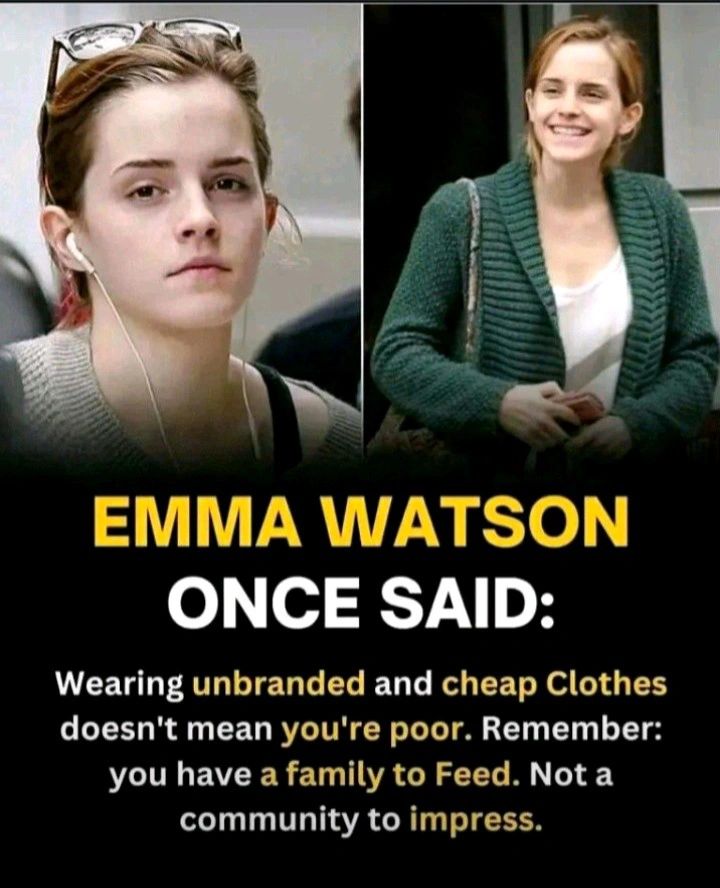 EMMA WATSON
ONCE SAID:
Wearing unbranded and cheap Clothes
doesn't mean you're poor. Remember:
you have a family to Feed. Not a
community to impress.